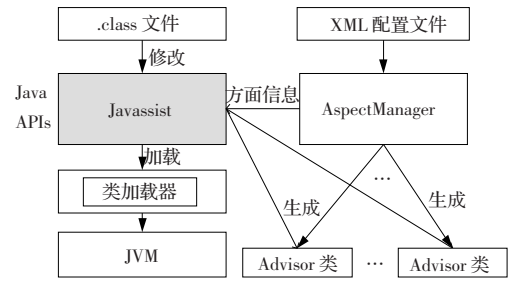 .class 文件
XML 配置文件
修改
Java
APIs
Javassist
方面信息
AspectManager
加载
...
类加载器
生成
生成
JVM
Advisor 类
...
Advisor 类